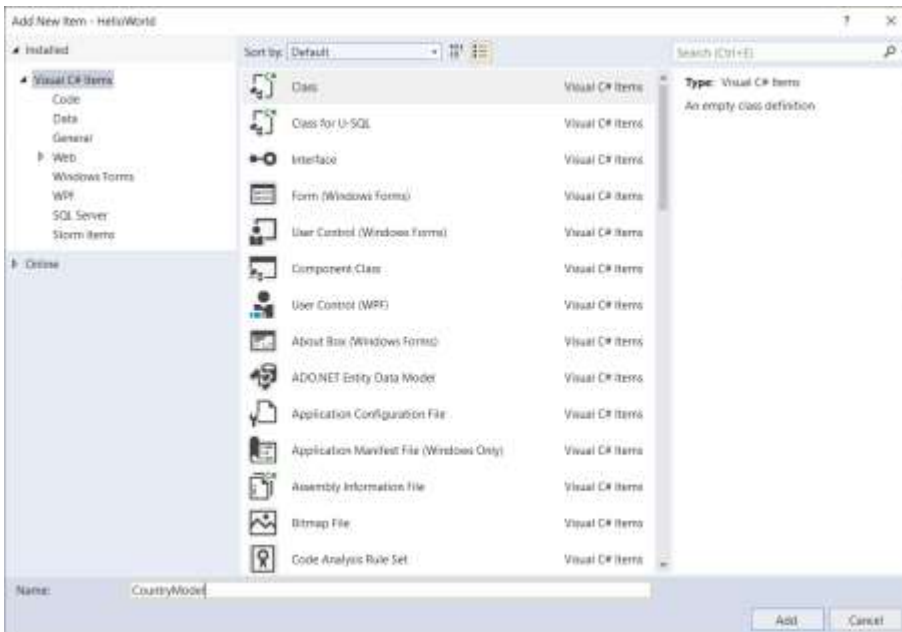 Add New Item - HelloWorld
? ×
Installed
Sort by: Default
Search (Ctrl+E)
Visual C# Items
Code
Data
General
Web
Windows Forms
WPF
SQL Server
Storm Items
Online
Class Visual C# Items
Class for U-SQL Visual C# Items
Interface Visual C# Items
Form (Windows Forms) Visual C# Items
User Control (Windows Forms) Visual C# Items
Component Class Visual C# Items
User Control (WPF) Visual C# Items
About Box (Windows Forms) Visual C# Items
ADO.NET Entity Data Model Visual C# Items
Application Configuration File Visual C# Items
Application Manifest File (Windows Only) Visual C# Items
Assembly Information File Visual C# Items
Bitmap File Visual C# Items
Code Analysis Rule Set Visual C# Items
Type: Visual C# Items
An empty class definition
Name: CountryModel
Add Cancel